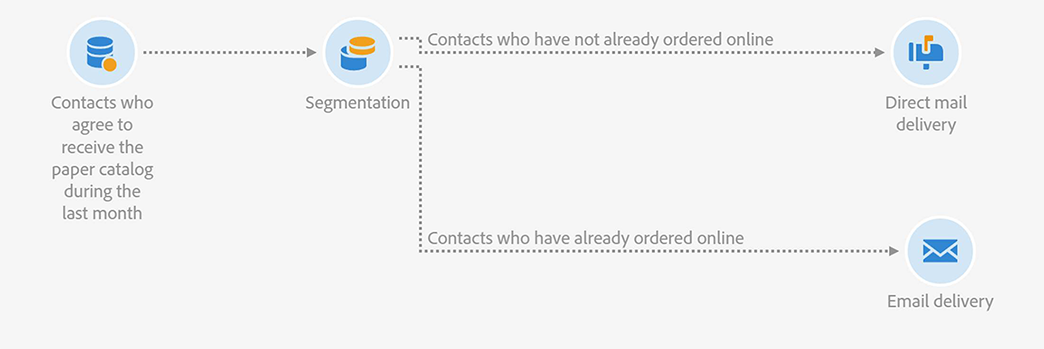 Contacts who
agree to
receive the
paper catalog
during the
last month
Segmentation
Contacts who have not already ordered online
Direct mail
delivery
Contacts who have already ordered online
Email delivery